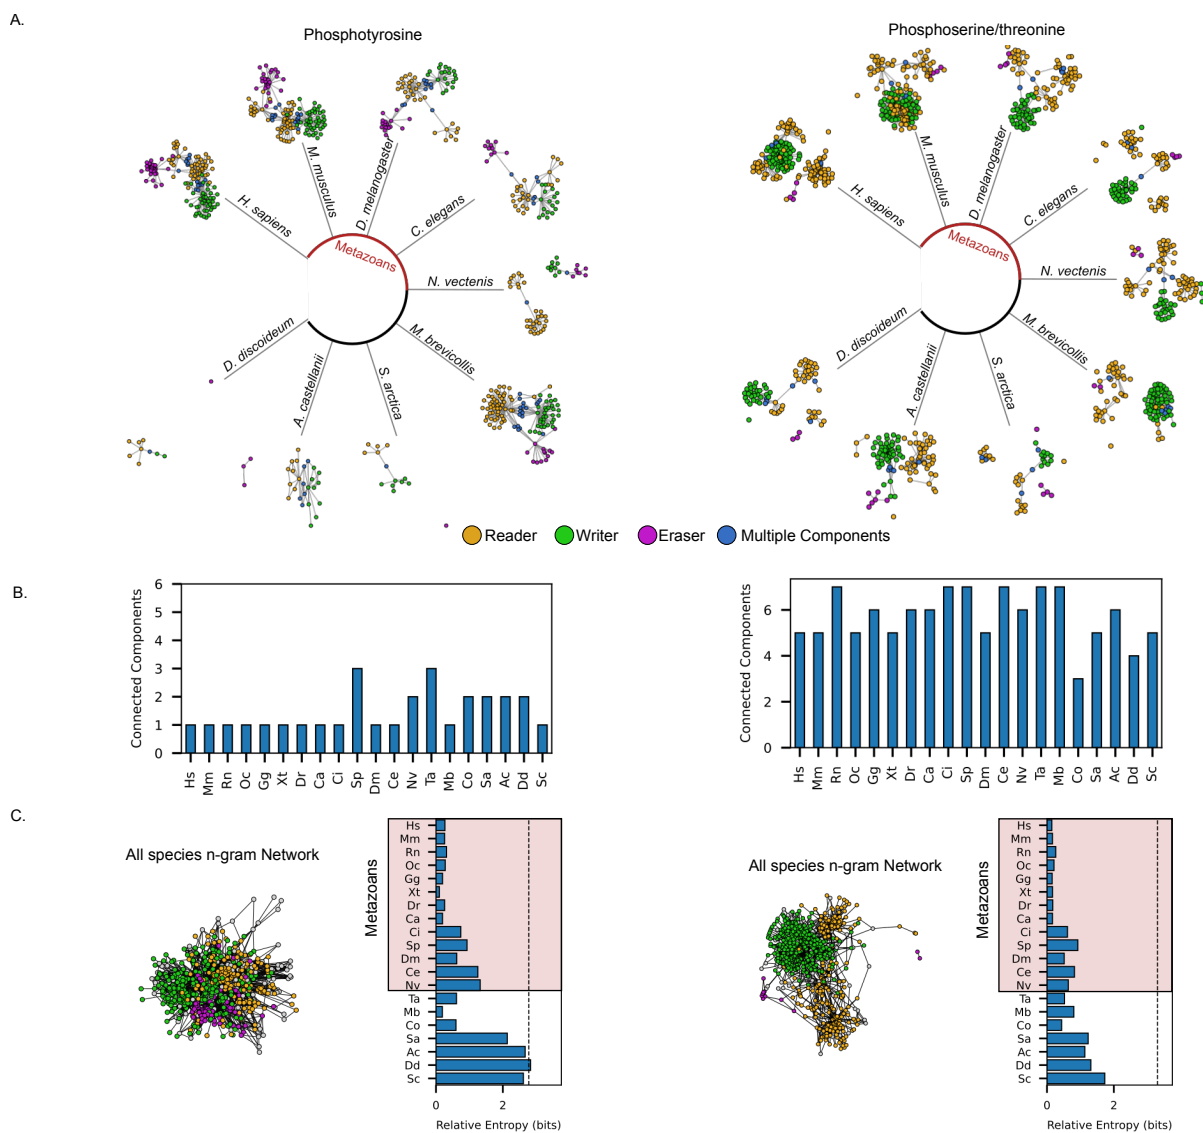 A.
Phosphotyrosine
Phosphoserine/threonine
H. sapiens
M. musculus
D. melanogaster
C. elegans
N. vectenis
M. brevicollis
S. arctica
A. castellanii
D. discoideum
Metazoans
H. sapiens
M. musculus
D. melanogaster
C. elegans
N. vectenis
M. brevicollis
S. arctica
A. castellanii
D. discoideum
Metazoans
Reader Writer Eraser Multiple Components
B.
Connected Components
6
5
4
3
2
1
0
Hs Mm Rn Oc Gg Xt Dr Ca Ci Sp Dm Ce Nv Ta Mb Co Sa Ac Dd Sc
Connected Components
6
4
2
0
Hs Mm Rn Oc Gg Xt Dr Ca Ci Sp Dm Ce Nv Ta Mb Co Sa Ac Dd Sc
C.
All species n-gram Network
Metazoans
Hs
Mm
Rn
Oc
Gg
Xt
Dr
Ca
Ci
Sp
Dm
Ce
Nv
Ta
Mb
Co
Sa
Ac
Dd
Sc
0 2
Relative Entropy (bits)
All species n-gram Network
Metazoans
Hs
Mm
Rn
Oc
Gg
Xt
Dr
Ca
Ci
Sp
Dm
Ce
Nv
Ta
Mb
Co
Sa
Ac
Dd
Sc
0 2
Relative Entropy (bits)